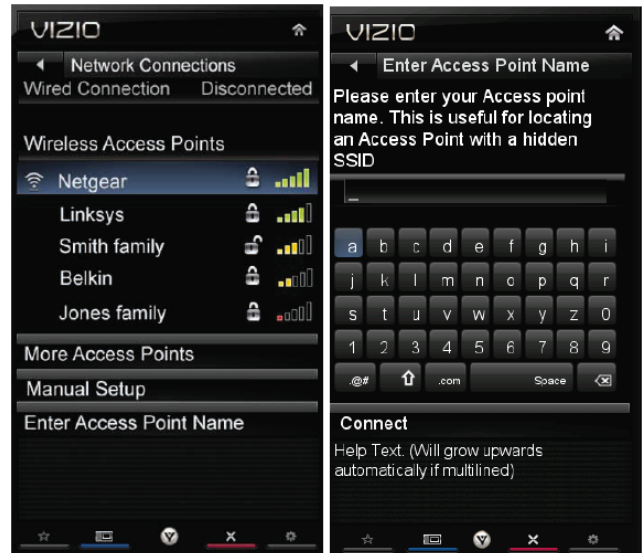 VIZIO
Network Connections
Wired Connection Disconnected
Wireless Access Points
Netgear
Linksys
Smith family
Belkin
Jones family
More Access Points
Manual Setup
Enter Access Point Name
VIZIO
Enter Access Point Name
Please enter your Access point
name. This is useful for locating
an Access Point with a hidden
SSID
_
a b c d e f g h i
j k l m n o p q r
s t u v w x y z 0
1 2 3 4 5 6 7 8 9
.@# .com Space
Connect
Help Text. (Will grow upwards
automatically if multilined)